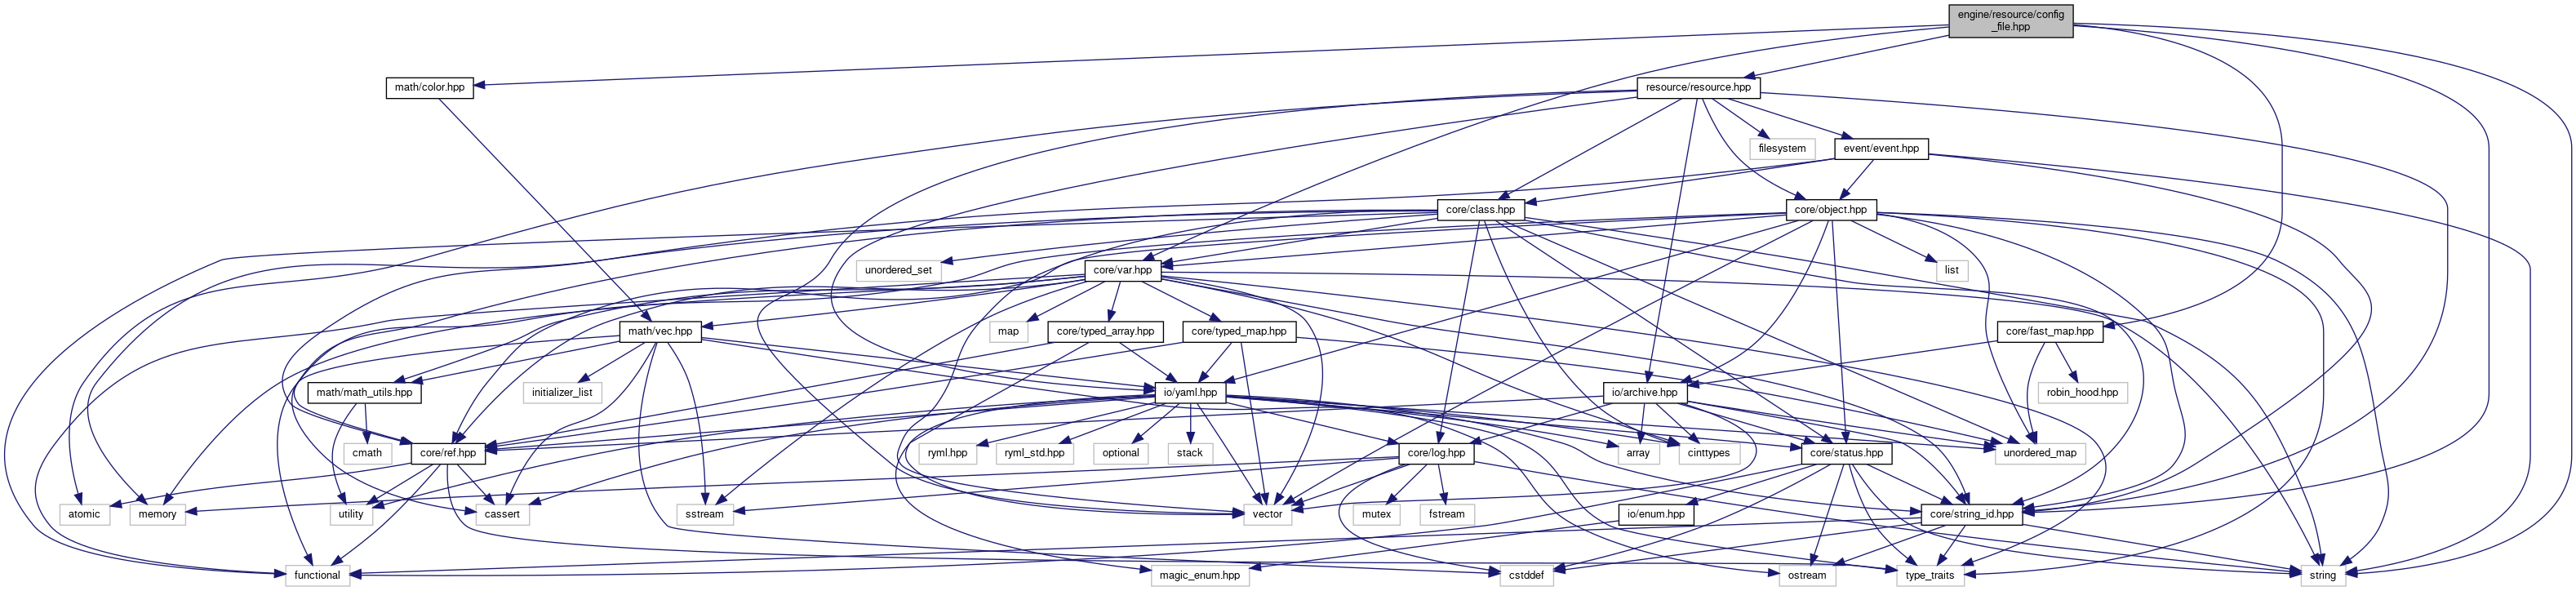 engine/resource/config
_file.hpp
math/color.hpp
resource/resource.hpp
filesystem
event/event.hpp
core/class.hpp
core/object.hpp
unordered_set
core/var.hpp
list
math/vec.hpp
map
core/typed_array.hpp
core/typed_map.hpp
core/fast_map.hpp
math/math_utils.hpp
initializer_list
io/yaml.hpp
io/archive.hpp
robin_hood.hpp
core/ref.hpp
cmath
ryml.hpp
ryml_std.hpp
optional
stack
core/log.hpp
array
cinttypes
core/status.hpp
unordered_map
atomic
memory
utility
cassert
sstream
vector
mutex
fstream
io/enum.hpp
core/string_id.hpp
functional
magic_enum.hpp
cstddef
ostream
type_traits
string